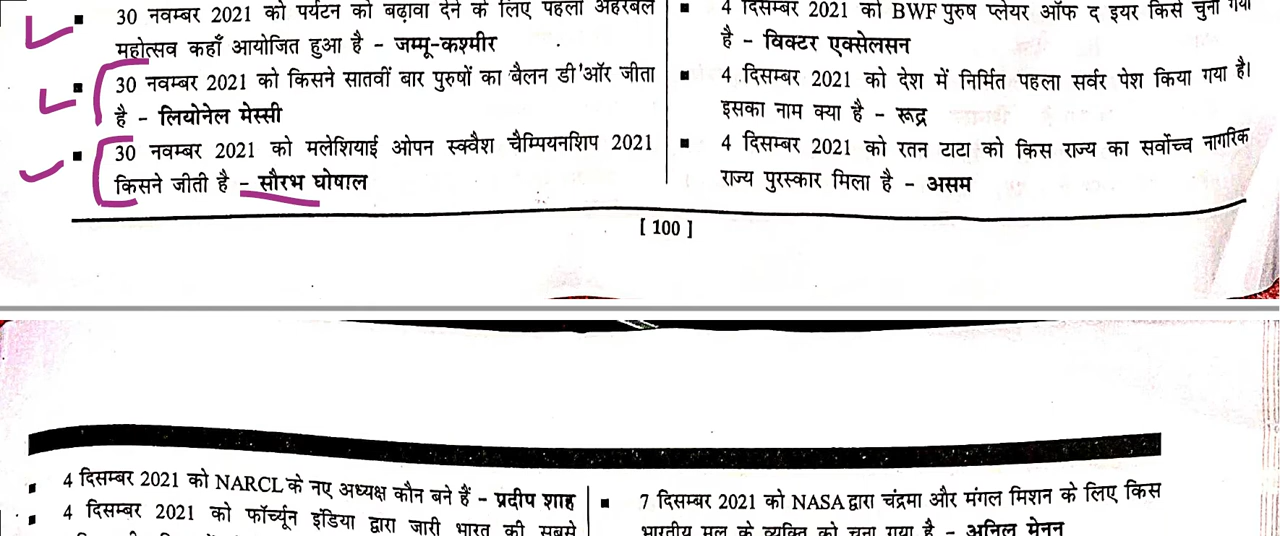 30 नवम्बर 2021 को पर्यटन को बढ़ावा देने के लिए पहला अहरबल
महोत्सव कहाँ आयोजित हुआ है - जम्मू-कश्मीर
30 नवम्बर 2021 को किसने सातवीं बार पुरुषों का बैलन डी'ऑर जीता
है - लियोनेल मेस्सी
30 नवम्बर 2021 को मलेशियाई ओपन स्क्वैश चैम्पियनशिप 2021
किसने जीती है - सौरभ घोषाल
4 दिसम्बर 2021 को BWF पुरुष प्लेयर ऑफ द इयर किसे चुना गया
है - विक्टर एक्सेलसन
4 दिसम्बर 2021 को देश में निर्मित पहला सर्वर पेश किया गया है।
इसका नाम क्या है - रूद्र
4 दिसम्बर 2021 को रतन टाटा को किस राज्य का सर्वोच्च नागरिक
राज्य पुरस्कार मिला है - असम
[ 100 ]
4 दिसम्बर 2021 को NARCL के नए अध्यक्ष कौन बने हैं - प्रदीप शाह
4 दिसम्बर 2021 को फॉर्च्यून इंडिया द्वारा जारी भारत की सबसे
7 दिसम्बर 2021 को NASA द्वारा चंद्रमा और मंगल मिशन के लिए किस
भारतीय मूल के व्यक्ति को चुना गया है - अनिल मेनन